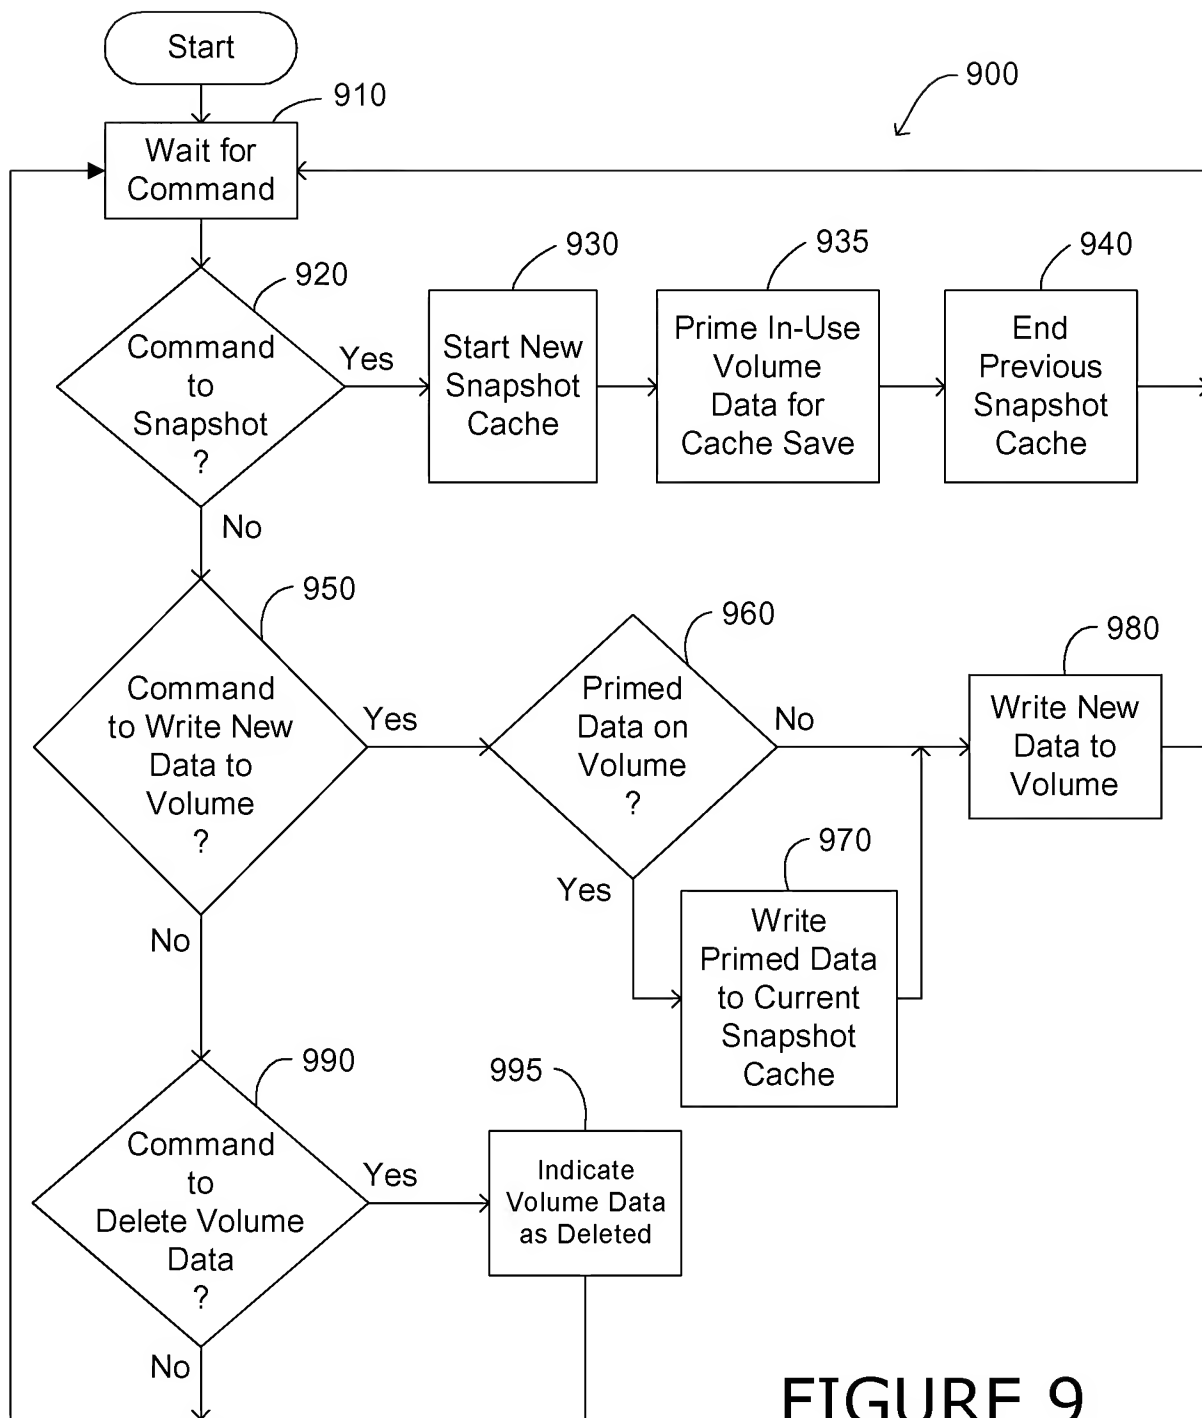 Start
900
910
Wait for
Command
920
Command
to
Snapshot
?
Yes
No
930
Start New
Snapshot
Cache
935
Prime In-Use
Volume
Data for
Cache Save
940
End
Previous
Snapshot
Cache
950
Command
to Write New
Data to
Volume
?
Yes
No
960
Primed
Data on
Volume
?
No
Yes
970
Write
Primed Data
to Current
Snapshot
Cache
980
Write New
Data to
Volume
990
Command
to
Delete Volume
Data
?
Yes
No
995
Indicate
Volume Data
as Deleted
FIGURE 9